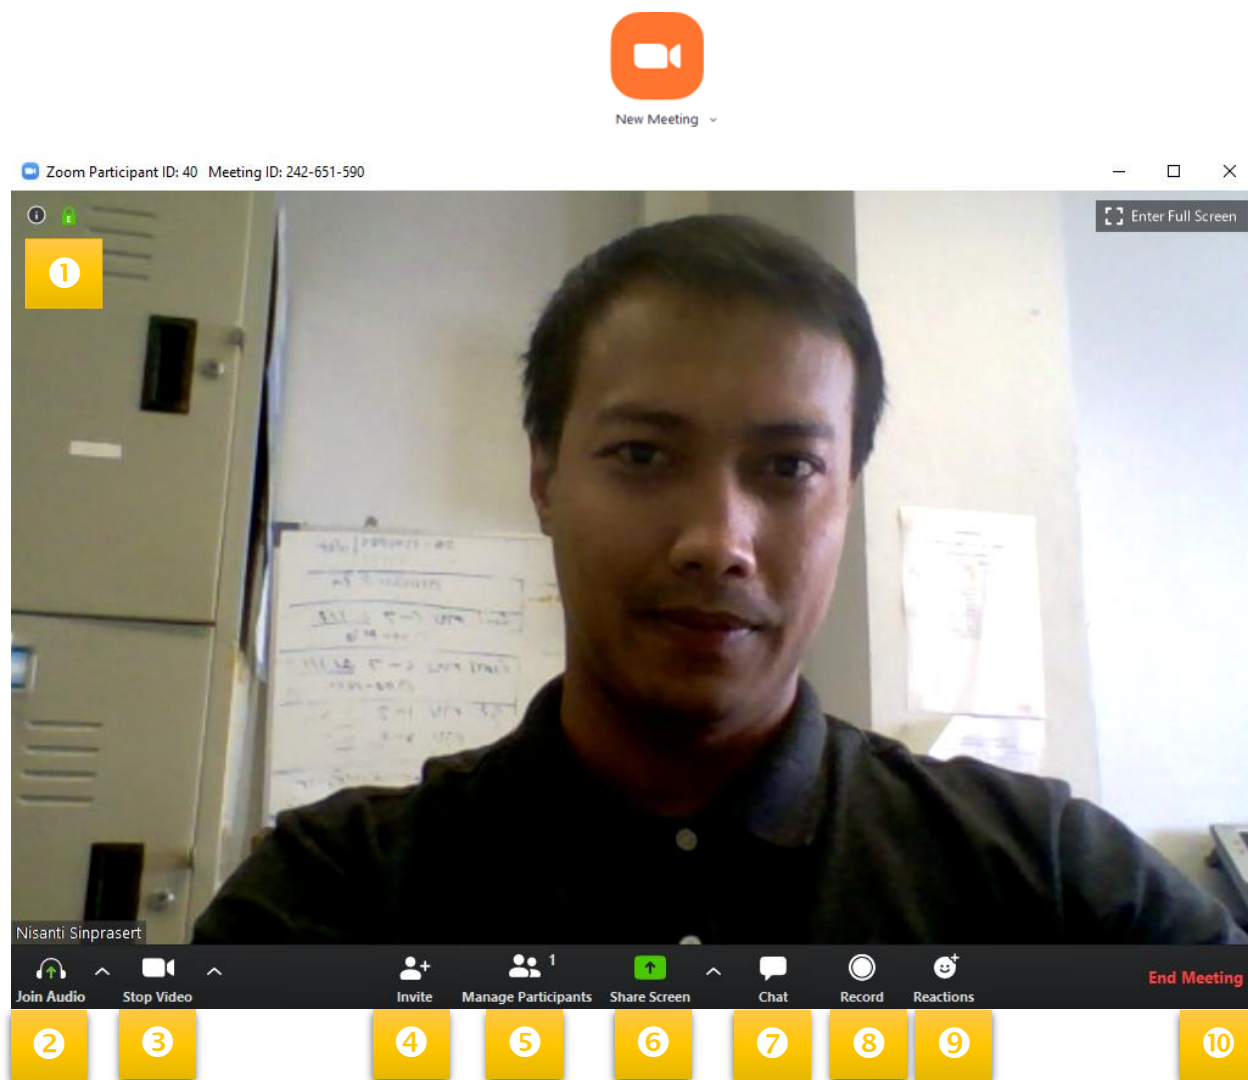 New Meeting
Zoom Participant ID: 40 Meeting ID: 242-651-590
Enter Full Screen
1
Nisanti Sinprasert
1
Join Audio
Stop Video
Invite
Manage Participants
Share Screen
Chat
Record
Reactions
End Meeting
2
3
4
5
6
7
8
9
10